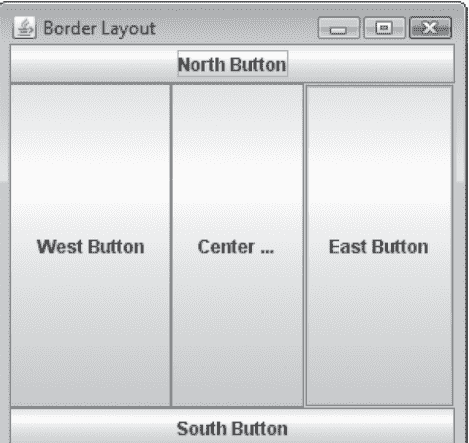 Border Layout
North Button
West Button
Center ...
East Button
South Button